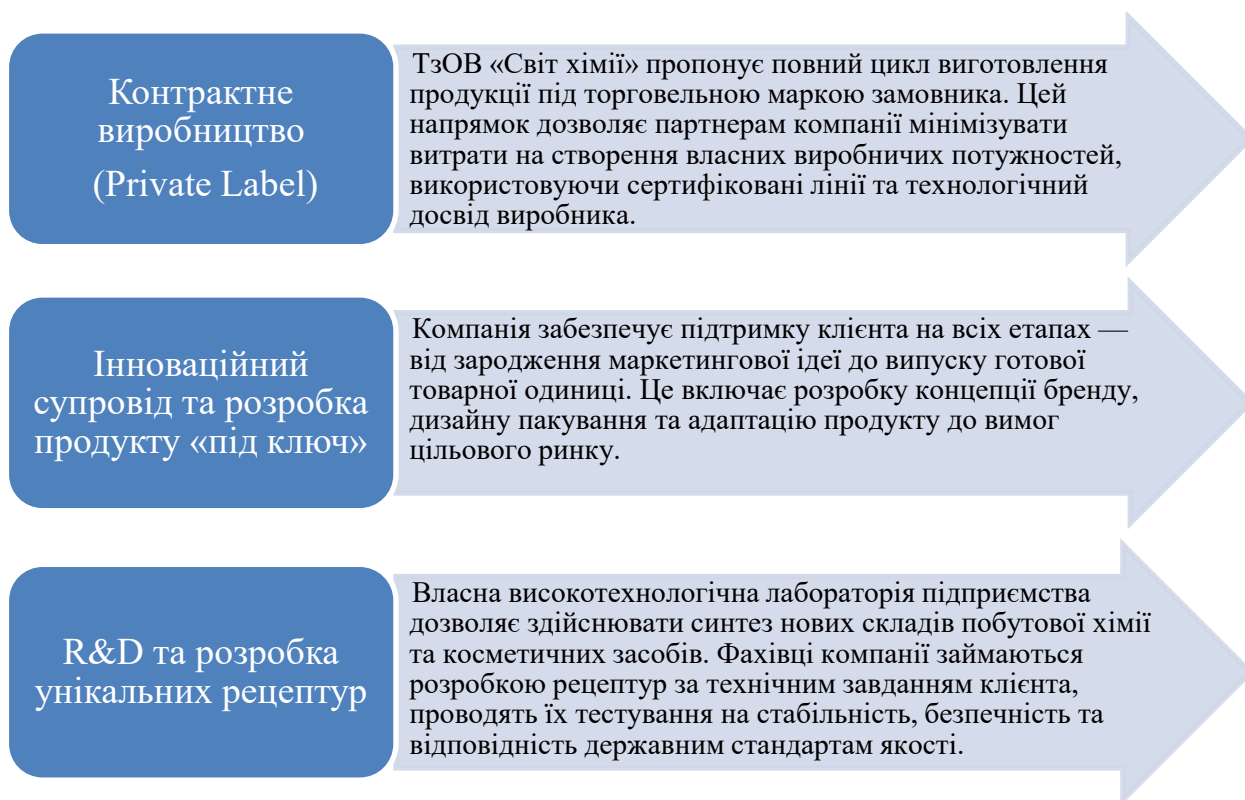 Контрактне
виробництво
(Private Label)
ТзОВ «Світ хімії» пропонує повний цикл виготовлення
продукції під торговельною маркою замовника. Цей
напрямок дозволяє партнерам компанії мінімізувати
витрати на створення власних виробничих потужностей,
використовуючи сертифіковані лінії та технологічний
досвід виробника.
Інноваційний
супровід та розробка
продукту «під ключ»
Компанія забезпечує підтримку клієнта на всіх етапах —
від зародження маркетингової ідеї до випуску готової
товарної одиниці. Це включає розробку концепції бренду,
дизайну пакування та адаптацію продукту до вимог
цільового ринку.
R&D та розробка
унікальних рецептур
Власна високотехнологічна лабораторія підприємства
дозволяє здійснювати синтез нових складів побутової хімії
та косметичних засобів. Фахівці компанії займаються
розробкою рецептур за технічним завданням клієнта,
проводять їх тестування на стабільність, безпечність та
відповідність державним стандартам якості.